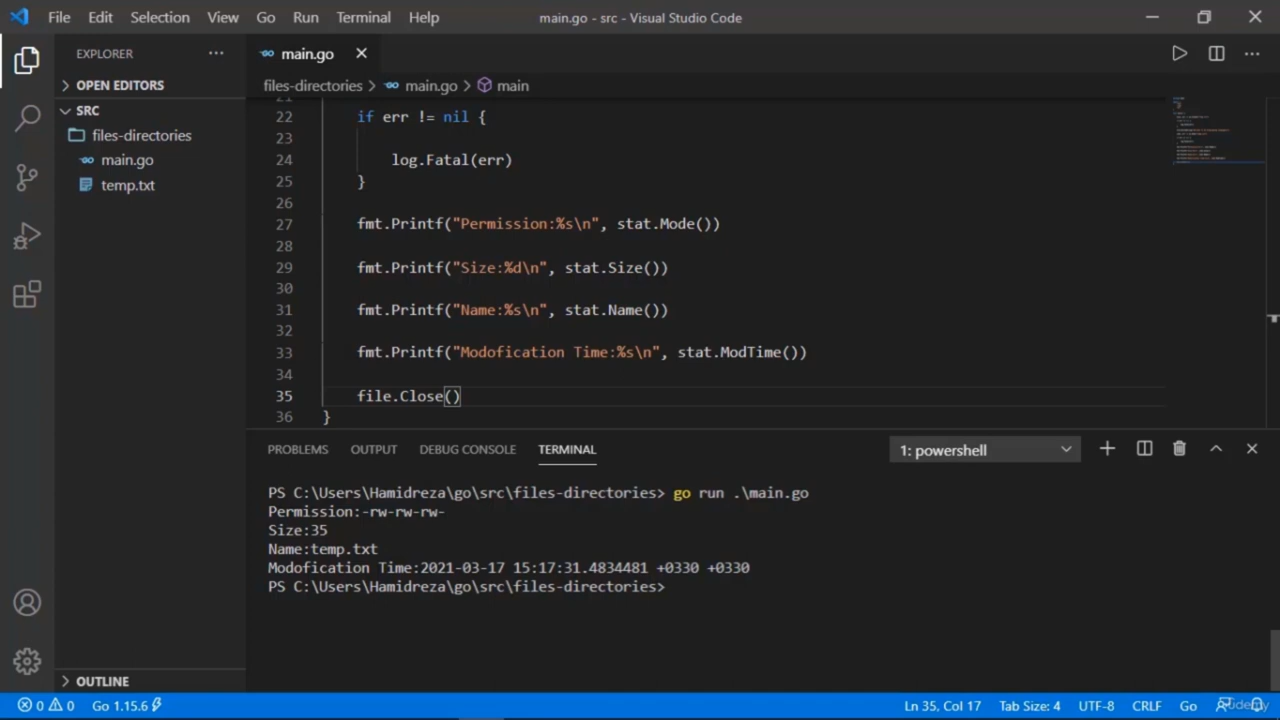 File Edit Selection View Go Run Terminal Help main.go - src - Visual Studio Code
EXPLORER
OPEN EDITORS
SRC
files-directories
main.go
temp.txt
OUTLINE
main.go
files-directories > main.go > main
21
22 if err != nil {
23
24 log.Fatal(err)
25 }
26
27 fmt.Printf("Permission:%s\n", stat.Mode())
28
29 fmt.Printf("Size:%d\n", stat.Size())
30
31 fmt.Printf("Name:%s\n", stat.Name())
32
33 fmt.Printf("Modofication Time:%s\n", stat.ModTime())
34
35 file.Close()
36 }
PROBLEMS OUTPUT DEBUG CONSOLE TERMINAL 1: powershell
PS C:\Users\Hamidreza\go\src\files-directories> go run .\main.go
Permission:-rw-rw-rw-
Size:35
Name:temp.txt
Modofication Time:2021-03-17 15:17:31.4834481 +0330 +0330
PS C:\Users\Hamidreza\go\src\files-directories>
0 0 Go 1.15.6 Ln 35, Col 17 Tab Size: 4 UTF-8 CRLF Go